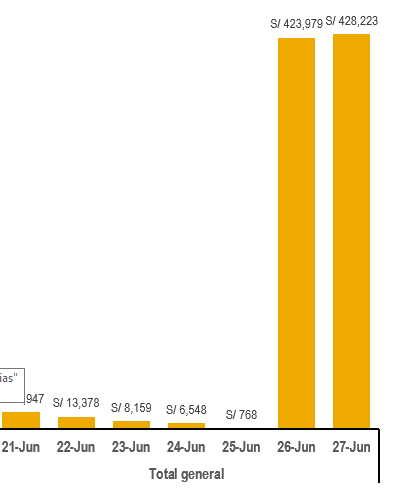 S/ 423,979 S/ 428,223
ias"
947
S/ 13,378
S/ 8,159
S/ 6,548
S/ 768
21-Jun 22-Jun 23-Jun 24-Jun 25-Jun 26-Jun 27-Jun
Total general